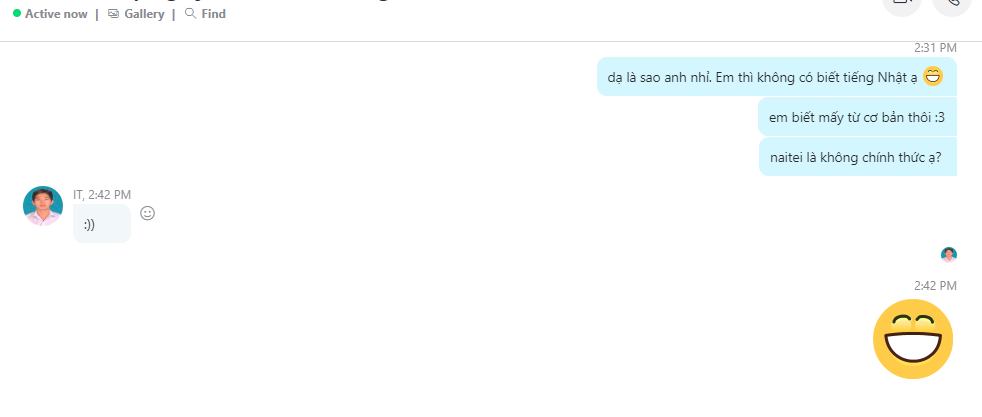 Active now | Gallery | Find
2:31 PM
dạ là sao anh nhỉ. Em thì không có biết tiếng Nhật ạ
em biết mấy từ cơ bản thôi :3
naitei là không chính thức ạ?
IT, 2:42 PM
:))
2:42 PM